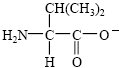 CH(CH₃)₂
H₂N O⁻
H O